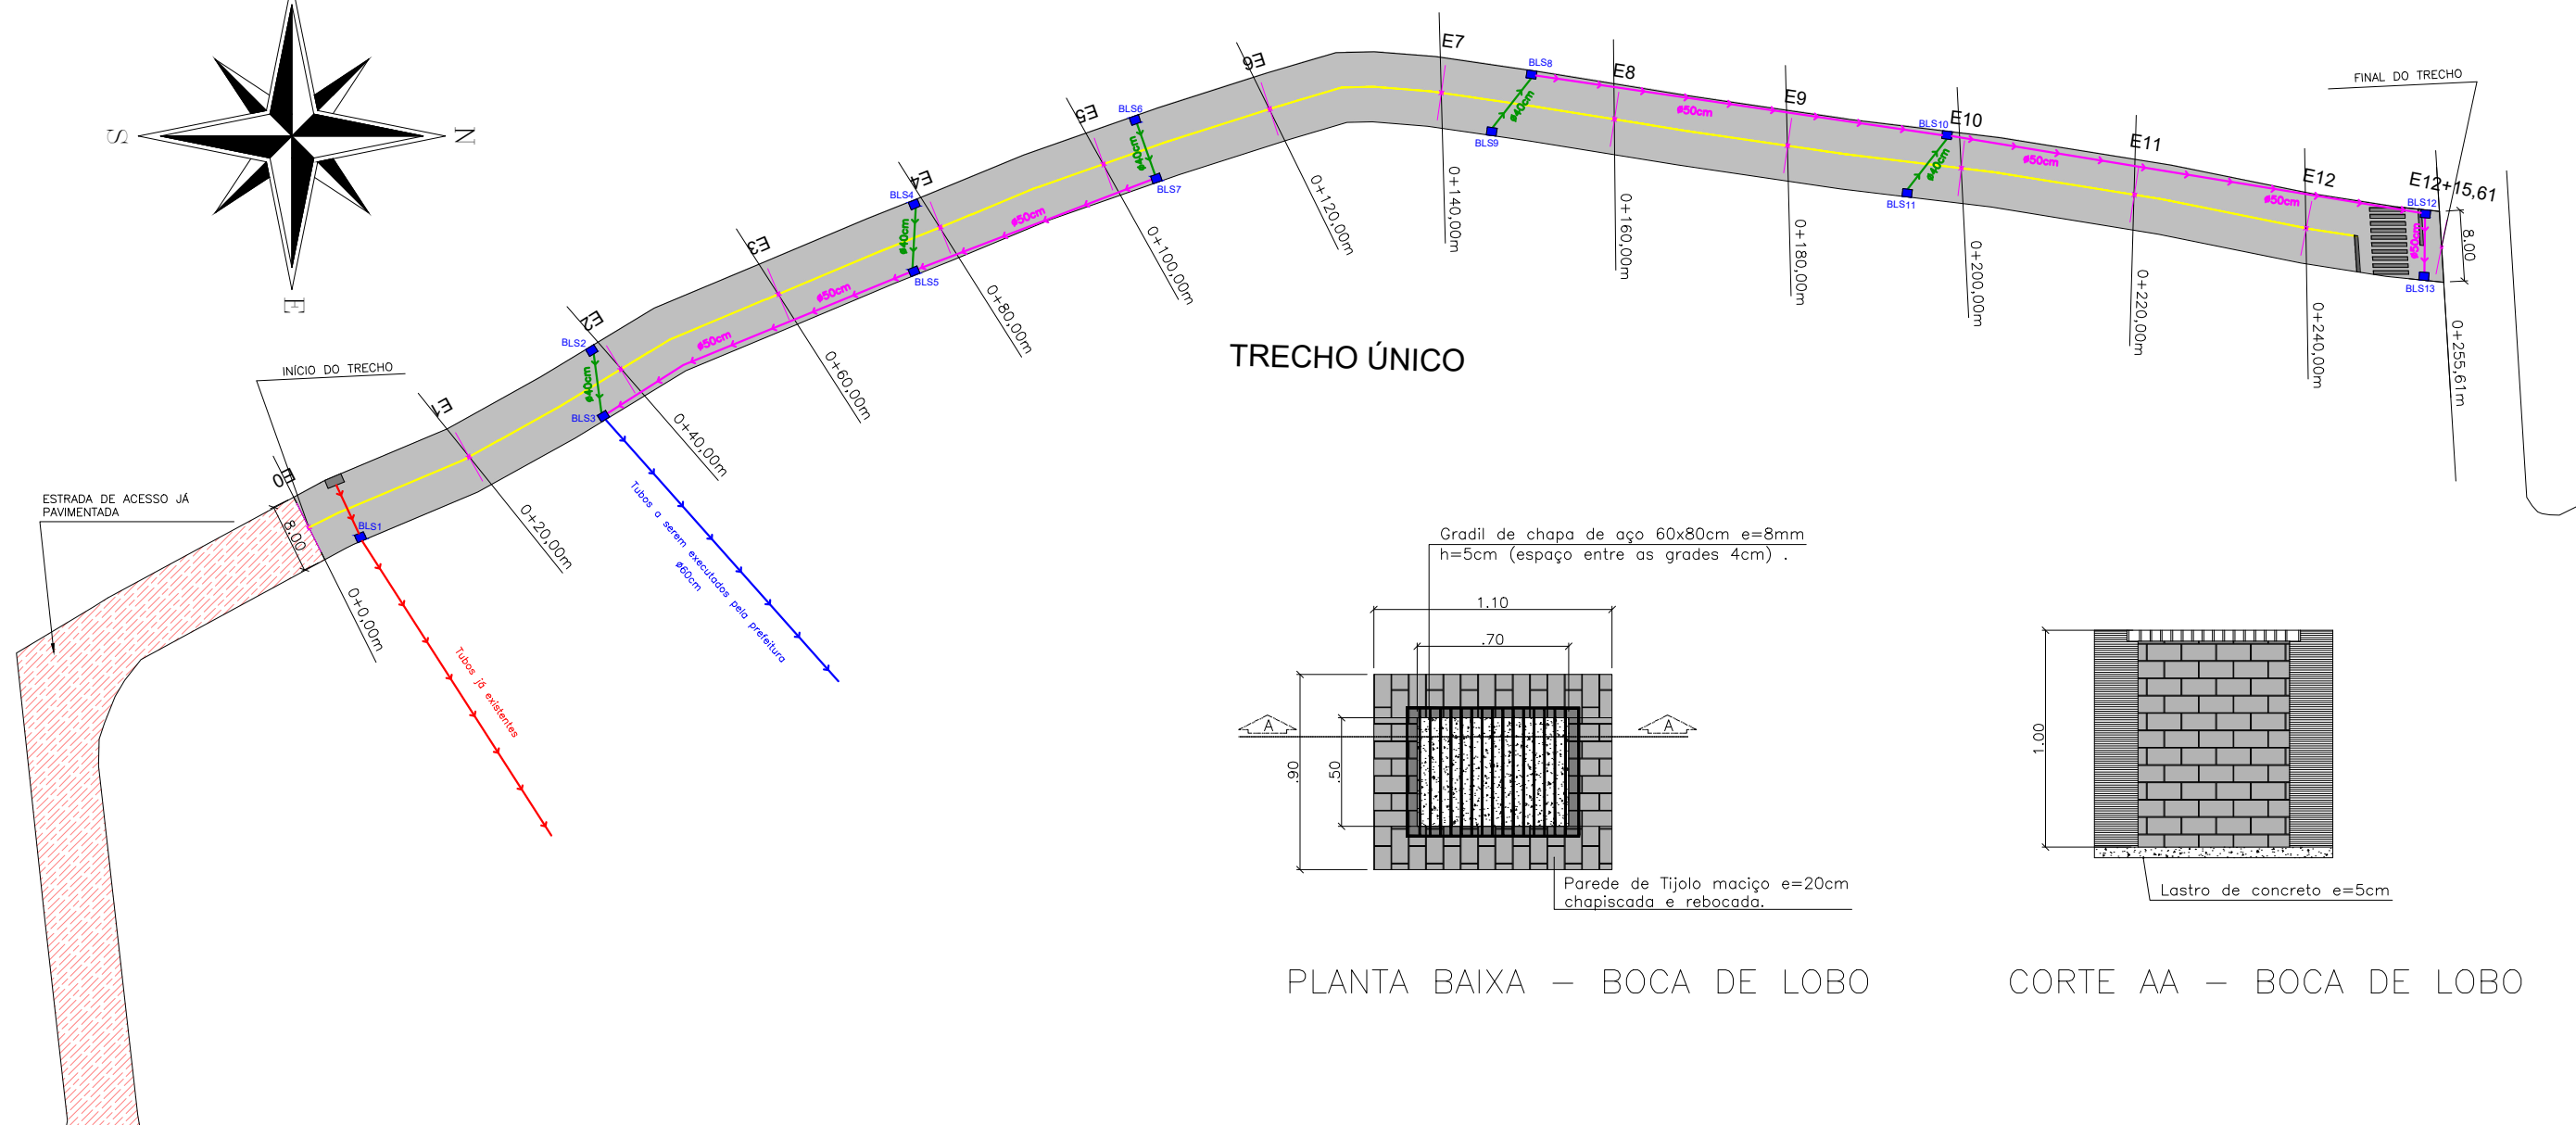 S
N
E
INÍCIO DO TRECHO
ESTRADA DE ACESSO JÁ
PAVIMENTADA
8.00
E0
0+0,00m
BLS1
Tubos já existentes
E1
0+20,00m
E2
0+40,00m
BLS2
ø40cm
BLS3
Tubos a serem executados pela prefeitura
ø60cm
ø50cm
E3
0+60,00m
ø50cm
BLS4
E4
ø40cm
BLS5
0+80,00m
ø50cm
E5
0+100,00m
BLS6
ø40cm
BLS7
E6
0+120,00m
E7
0+140,00m
BLS8
ø40cm
BLS9
E8
0+160,00m
ø50cm
E9
0+180,00m
BLS10
E10
ø40cm
BLS11
0+200,00m
ø50cm
E11
0+220,00m
ø50cm
E12
0+240,00m
E12+15,61
BLS12
ø50cm
BLS13
8.00
0+255,61m
FINAL DO TRECHO
TRECHO ÚNICO
Gradil de chapa de aço 60x80cm e=8mm
h=5cm (espaço entre as grades 4cm) .
1.10
.70
.90
.50
A
A
Parede de Tijolo maciço e=20cm
chapiscada e rebocada.
PLANTA BAIXA – BOCA DE LOBO
1.00
Lastro de concreto e=5cm
CORTE AA – BOCA DE LOBO